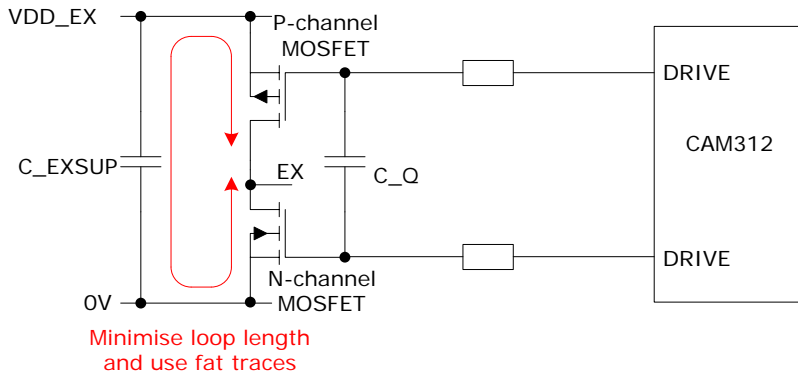 VDD_EX
P-channel
MOSFET
DRIVE
CAM312
C_EXSUP
EX
C_Q
DRIVE
N-channel
MOSFET
0V
Minimise loop length
and use fat traces